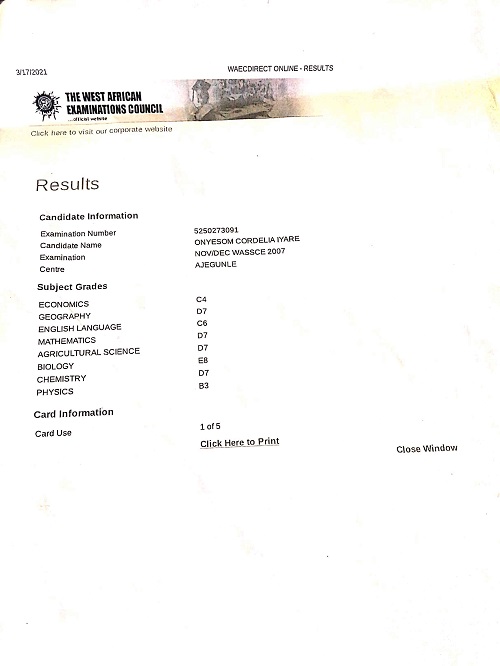 3/17/2021
WAECDIRECT ONLINE - RESULTS
THE WEST AFRICAN
EXAMINATIONS COUNCIL
...official website
Click here to visit our corporate website.
Results
Candidate Information
Examination Number 5250273091
Candidate Name ONYESOM CORDELIA IYARE
Examination NOV/DEC WASSCE 2007
Centre AJEGUNLE
Subject Grades
ECONOMICS C4
GEOGRAPHY D7
ENGLISH LANGUAGE C6
MATHEMATICS D7
AGRICULTURAL SCIENCE D7
BIOLOGY E8
CHEMISTRY D7
PHYSICS B3
Card Information
Card Use 1 of 5
Click Here to Print
Close Window